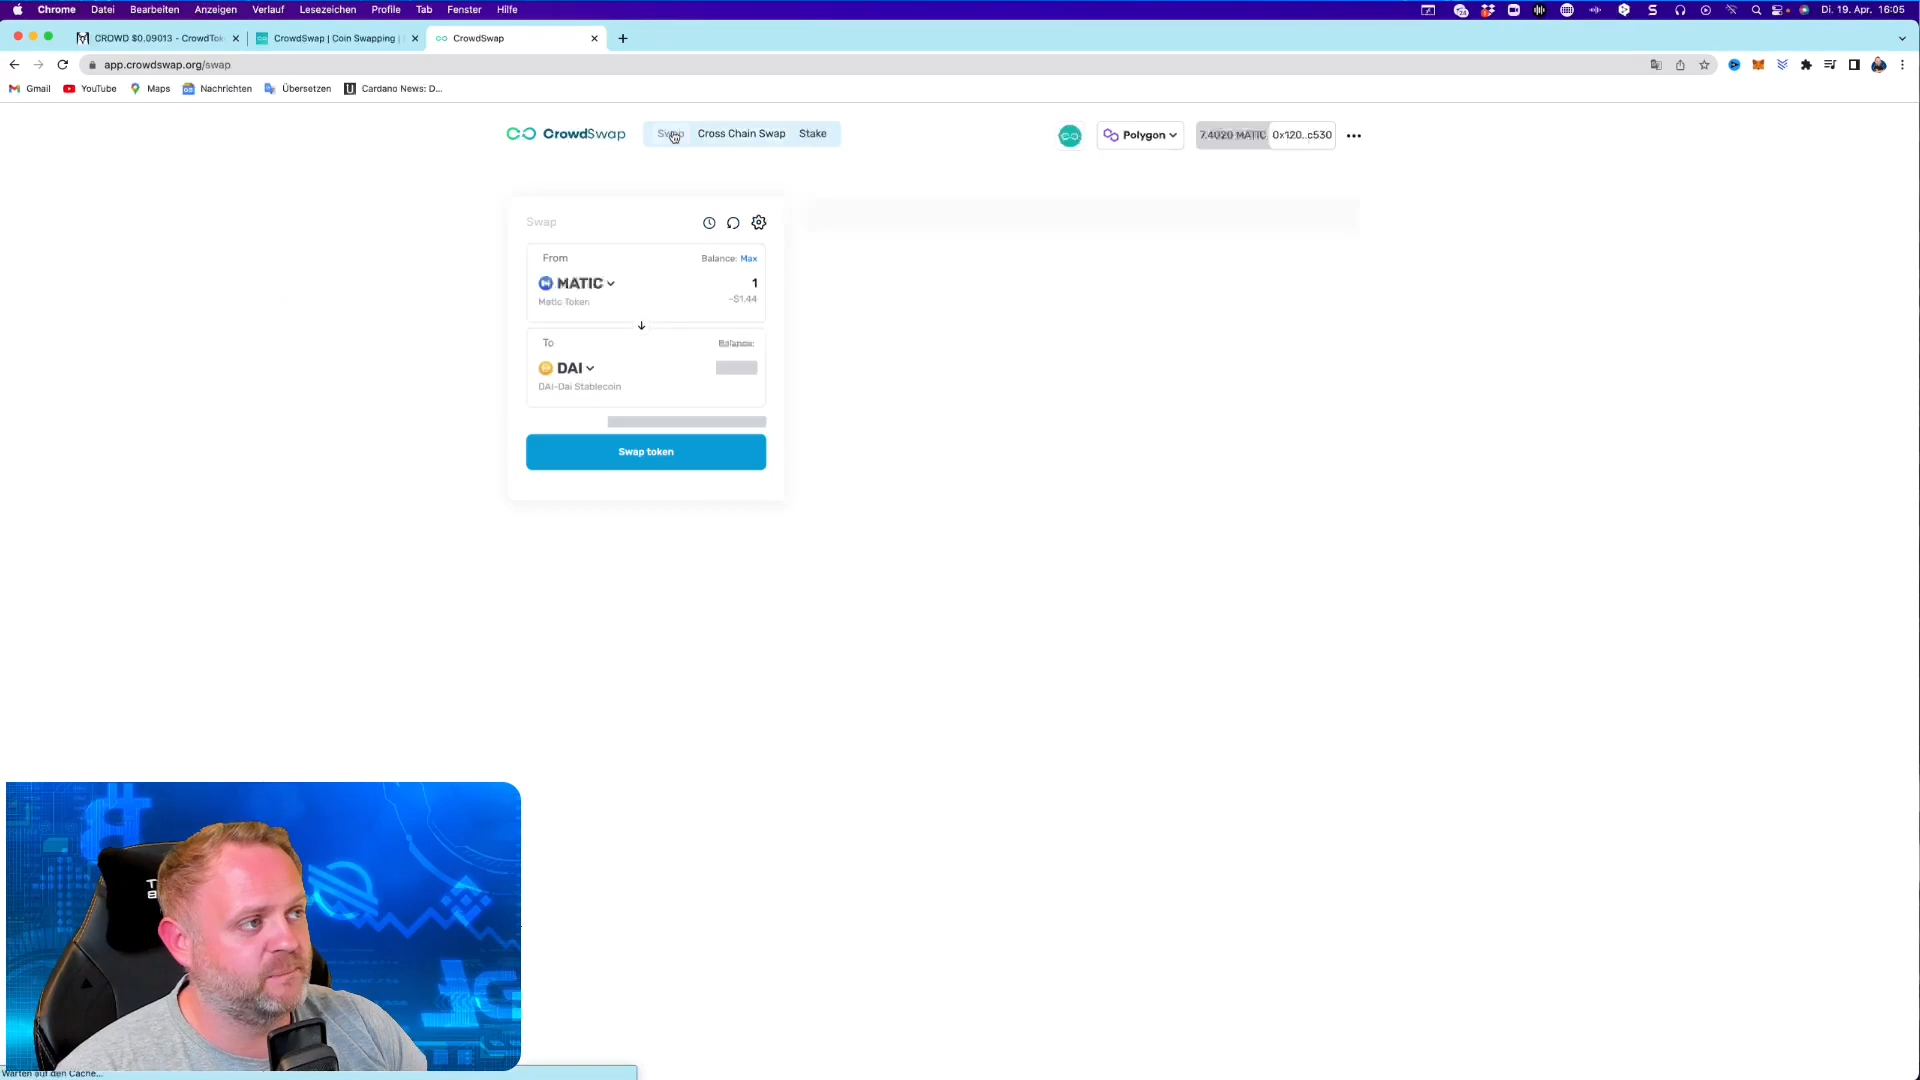 Chrome Datei Bearbeiten Anzeigen Verlauf Lesezeichen Profile Tab Fenster Hilfe Di. 19. Apr. 16:05
CROWD $0,09013 - CrowdTok CrowdSwap | Coin Swapping | CrowdSwap
app.crowdswap.org/swap
Gmail YouTube Maps Nachrichten Übersetzen Cardano News: D...
CrowdSwap Swap Cross Chain Swap Stake Polygon 7.4020 MATIC 0x120...c530
Swap
From Balance: Max
MATIC 1
Matic Token ~$1.44
To Balance:
DAI
DAI-Dai Stablecoin
Swap token
Warten auf den Cache...